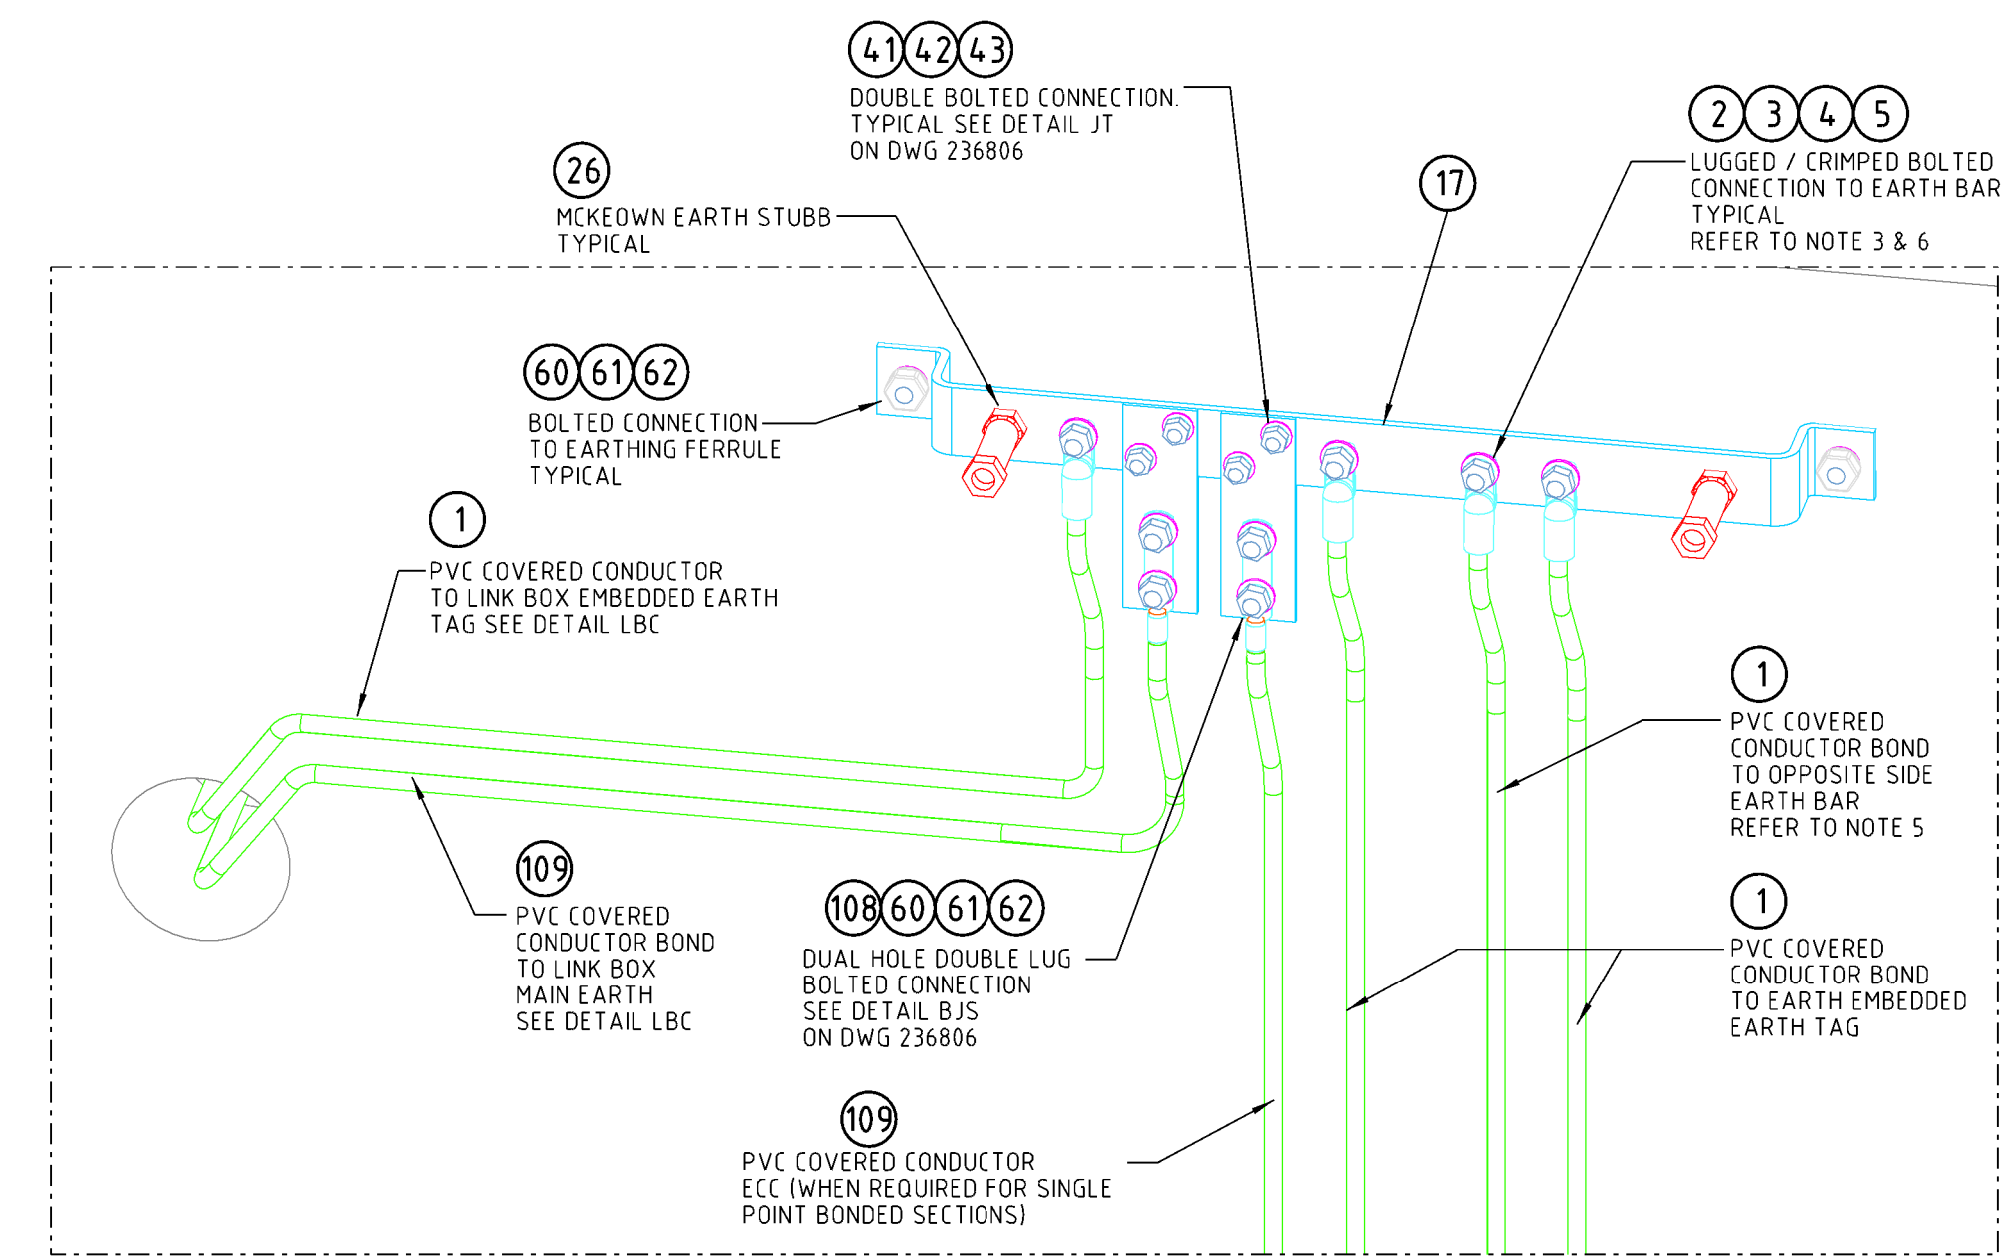 41 42 43
DOUBLE BOLTED CONNECTION.
TYPICAL SEE DETAIL JT
ON DWG 236806
2 3 4 5
LUGGED / CRIMPED BOLTED
CONNECTION TO EARTH BAR
TYPICAL
REFER TO NOTE 3 & 6
26
MCKEOWN EARTH STUBB
TYPICAL
17
60 61 62
BOLTED CONNECTION
TO EARTHING FERRULE
TYPICAL
1
PVC COVERED CONDUCTOR
TO LINK BOX EMBEDDED EARTH
TAG SEE DETAIL LBC
1
PVC COVERED
CONDUCTOR BOND
TO OPPOSITE SIDE
EARTH BAR
REFER TO NOTE 5
109
PVC COVERED
CONDUCTOR BOND
TO LINK BOX
MAIN EARTH
SEE DETAIL LBC
108 60 61 62
DUAL HOLE DOUBLE LUG
BOLTED CONNECTION
SEE DETAIL BJS
ON DWG 236806
1
PVC COVERED
CONDUCTOR BOND
TO EARTH EMBEDDED
EARTH TAG
109
PVC COVERED CONDUCTOR
ECC (WHEN REQUIRED FOR SINGLE
POINT BONDED SECTIONS)